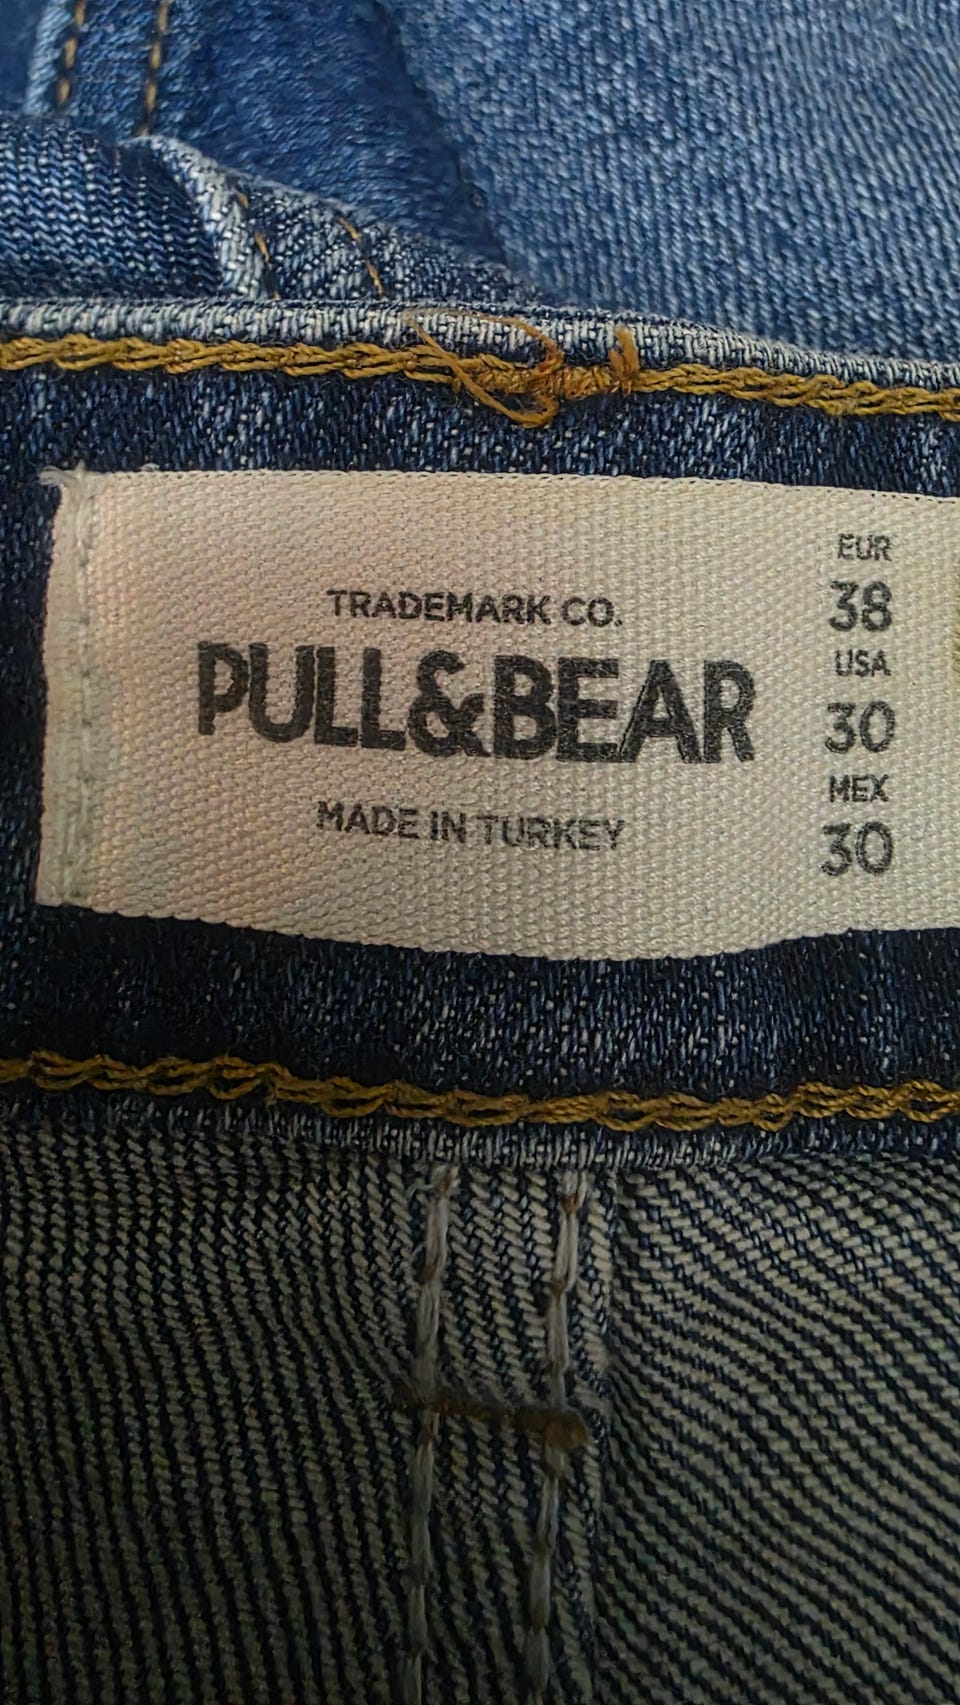 TRADEMARK CO.
PULL&BEAR
MADE IN TURKEY
EUR
38
USA
30
MEX
30